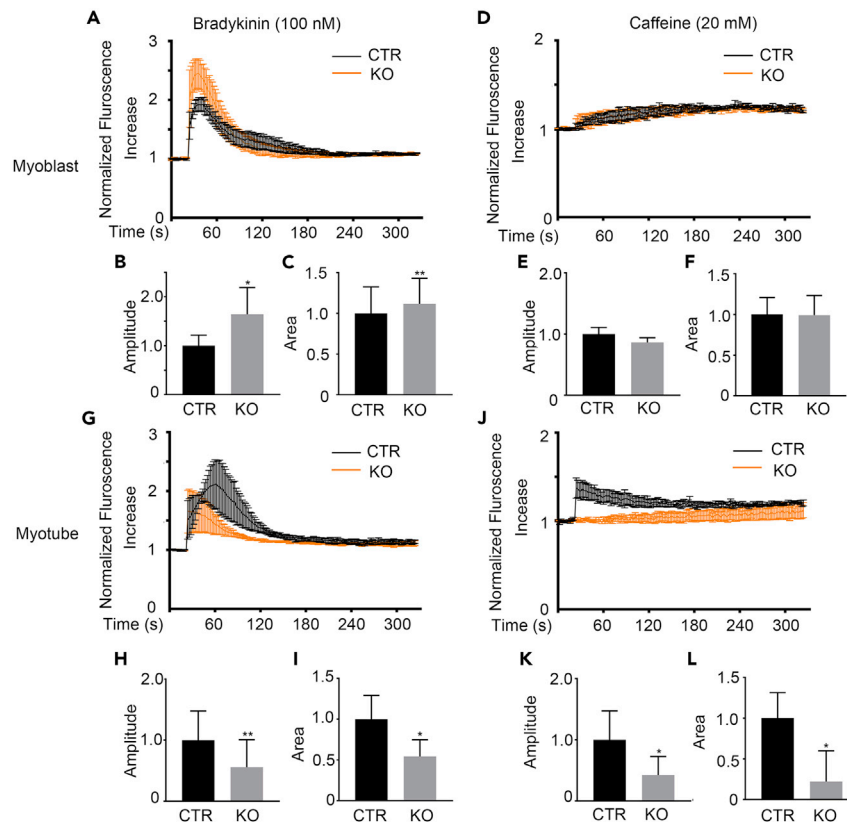 A Bradykinin (100 nM)
Normalized Fluroscence
Increase
3
2
1
0
CTR
KO
Time (s) 60 120 180 240 300
D Caffeine (20 mM)
Normalized Fluroscence
Increase
2
1
0
CTR
KO
Time (s) 60 120 180 240 300
Myoblast
B
Amplitude
2.0
1.0
0
*
CTR KO
C
Area
1.5
1.0
0.5
0
**
CTR KO
E
Amplitude
2.0
1.0
0
CTR KO
F
Area
1.5
1.0
0.5
0
CTR KO
G
Normalized Fluroscence
Increase
3
2
1
0
CTR
KO
Time (s) 60 120 180 240 300
J
Normalized Fluroscence
Incease
2
1
0
CTR
KO
Time (s) 60 120 180 240 300
Myotube
H
Amplitude
2.0
1.0
0
**
CTR KO
I
Area
1.5
1.0
0.5
0
*
CTR KO
K
Amplitude
2.0
1.0
0.0
*
CTR KO
L
Area
1.5
1.0
0.5
0
*
CTR KO